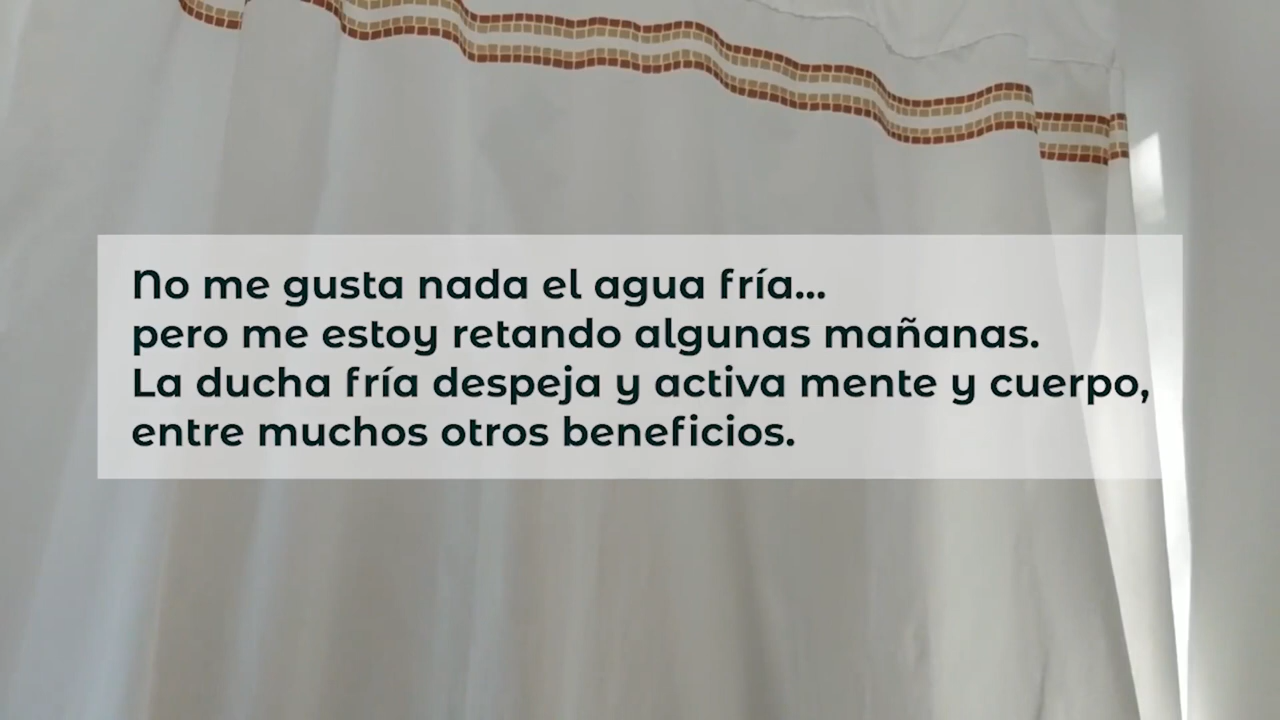 No me gusta nada el agua fría...
pero me estoy retando algunas mañanas.
La ducha fría despeja y activa mente y cuerpo,
entre muchos otros beneficios.